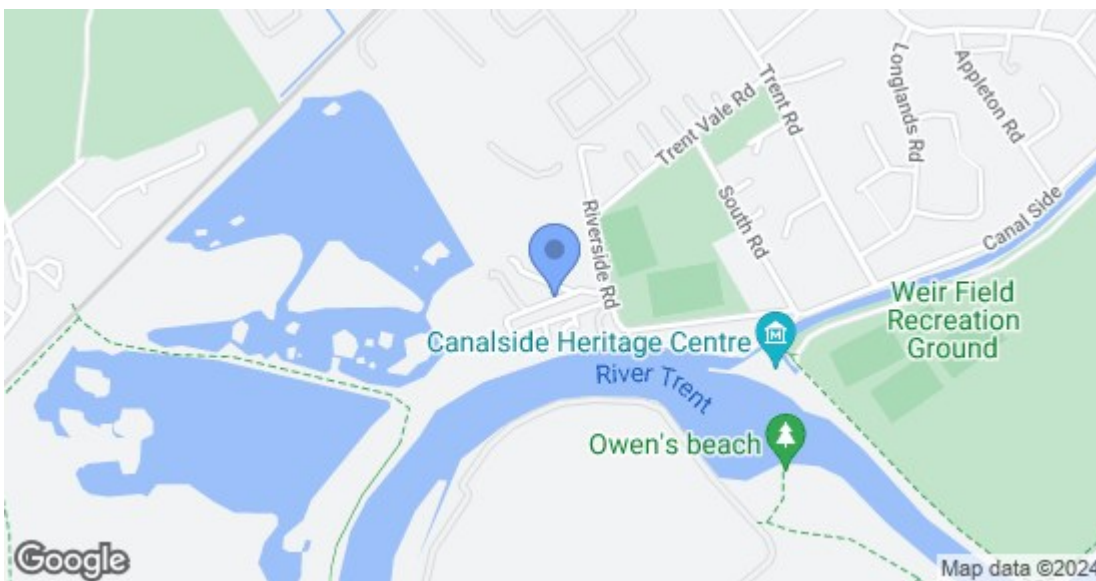 Longlands Rd
Appleton Rd
Trent Rd
Trent Vale Rd
South Rd
Riverside Rd
Canal Side
Weir Field
Recreation
Ground
Canalside Heritage Centre
M
River Trent
Owen's beach
Google
Map data ©2024